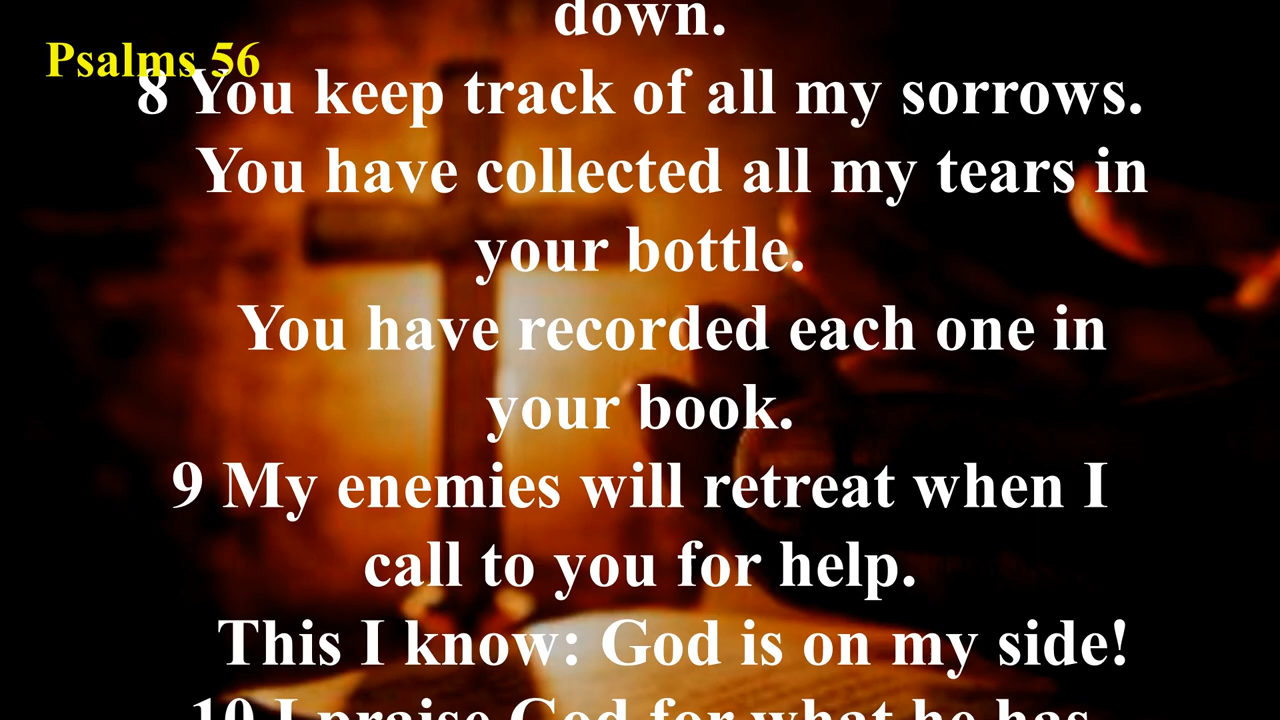 down.
Psalms 56
8 You keep track of all my sorrows.
You have collected all my tears in
your bottle.
You have recorded each one in
your book.
9 My enemies will retreat when I
call to you for help.
This I know: God is on my side!
10 I praise God for what he has